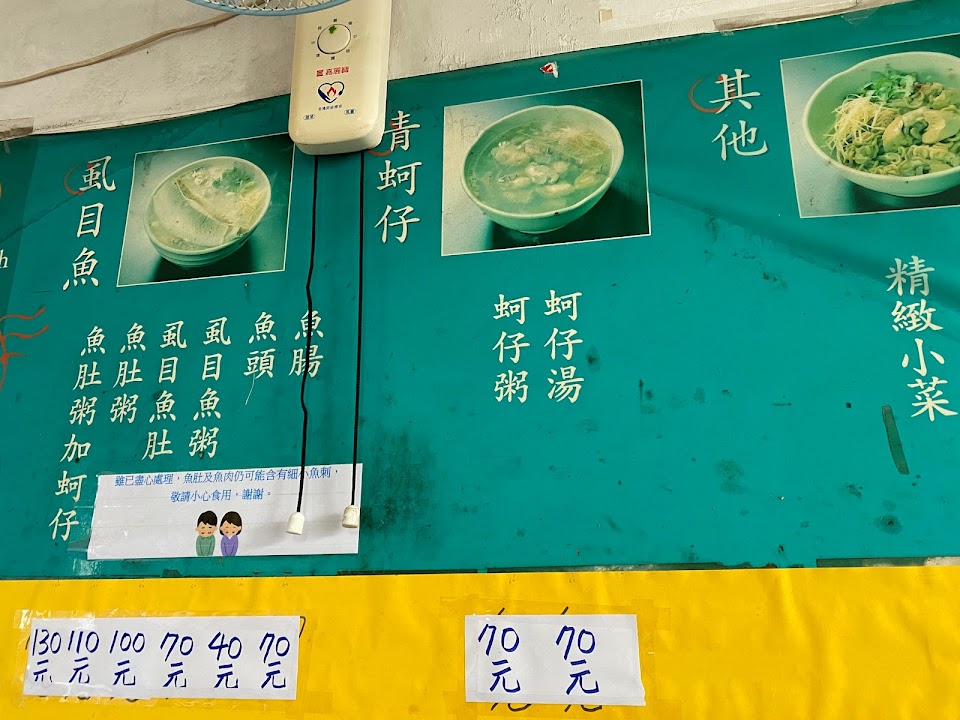 虱目魚
魚肚粥加蚵仔
魚肚粥
虱目魚肚
虱目魚粥
魚頭
魚腸
雖已盡心處理，魚肚及魚肉仍可能含有細小魚刺，
敬請小心食用，謝謝。
130元
110元
100元
70元
40元
70元
嘉麗寶
青蚵仔
蚵仔粥
蚵仔湯
70元
70元
其他
精緻小菜